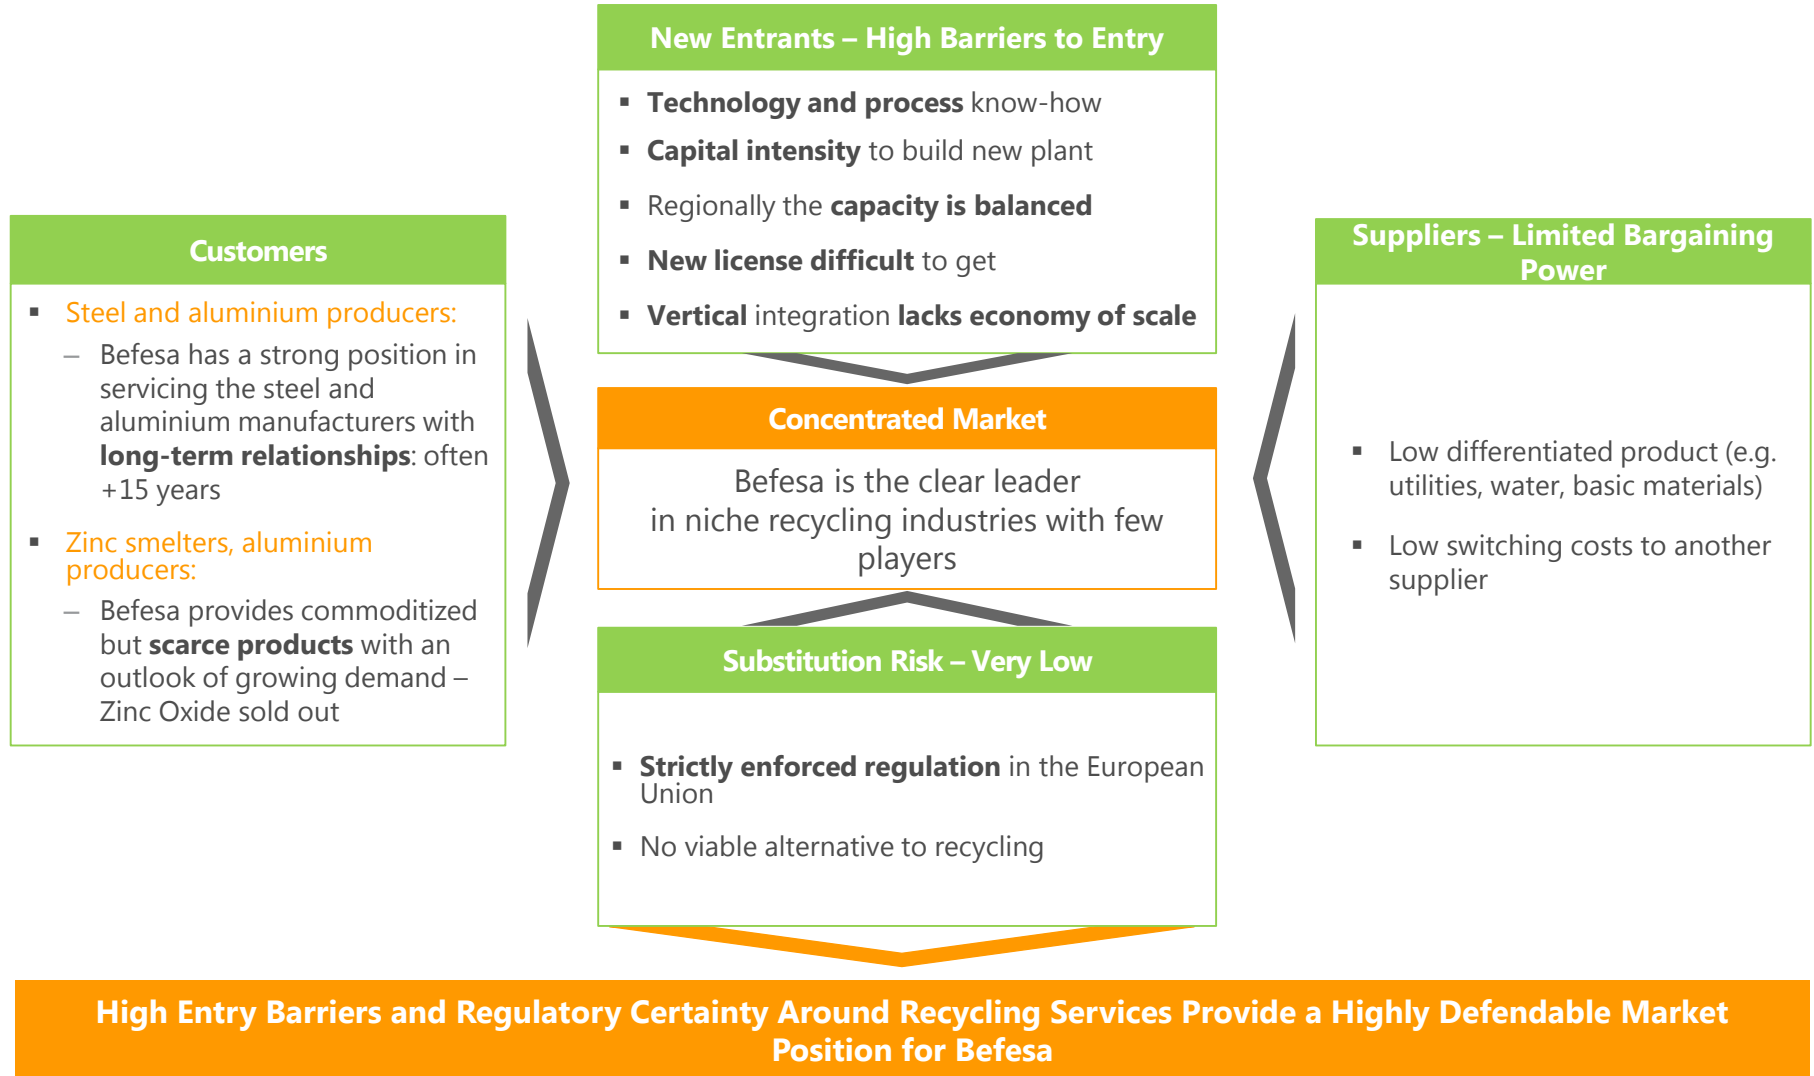 New Entrants – High Barriers to Entry
▪ Technology and process know-how
▪ Capital intensity to build new plant
▪ Regionally the capacity is balanced
▪ New license difficult to get
▪ Vertical integration lacks economy of scale
Customers
▪ Steel and aluminium producers:
– Befesa has a strong position in
servicing the steel and
aluminium manufacturers with
long-term relationships: often
+15 years
▪ Zinc smelters, aluminium
producers:
– Befesa provides commoditized
but scarce products with an
outlook of growing demand –
Zinc Oxide sold out
Concentrated Market
Befesa is the clear leader
in niche recycling industries with few
players
Suppliers – Limited Bargaining
Power
▪ Low differentiated product (e.g.
utilities, water, basic materials)
▪ Low switching costs to another
supplier
Substitution Risk – Very Low
▪ Strictly enforced regulation in the European
Union
▪ No viable alternative to recycling
High Entry Barriers and Regulatory Certainty Around Recycling Services Provide a Highly Defendable Market
Position for Befesa